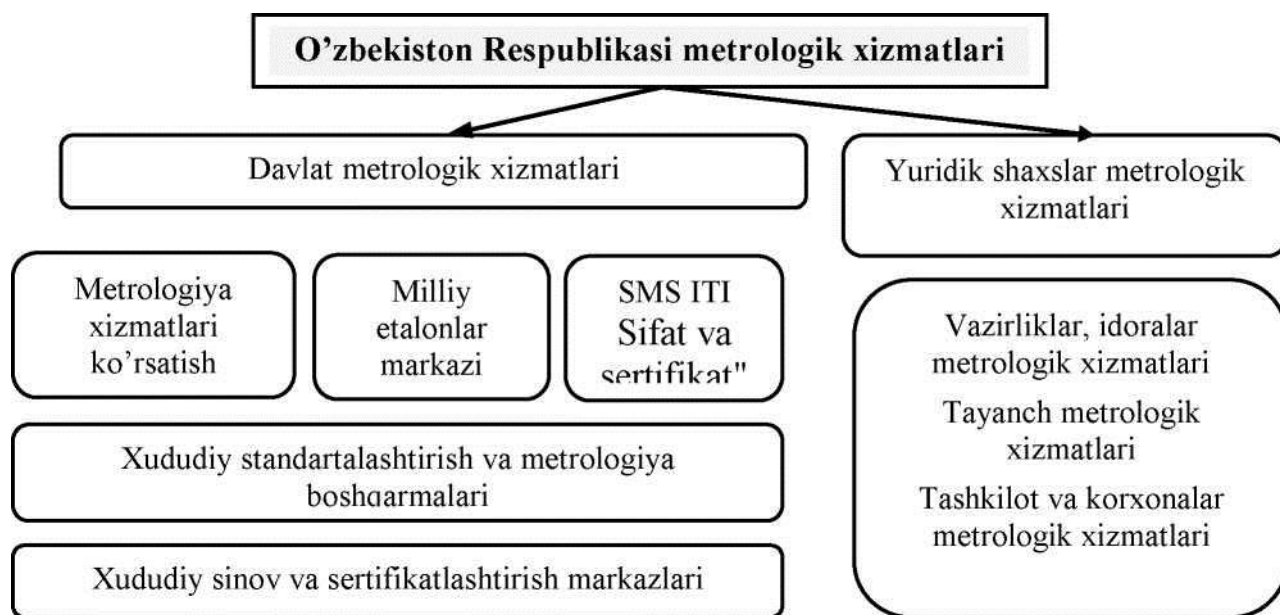 O’zbekiston Respublikasi metrologik xizmatlari
Davlat metrologik xizmatlari
Yuridik shaxslar metrologik
xizmatlari
Metrologiya
xizmatlari
ko’rsatish
Milliy
etalonlar
markazi
SMS ITI
Sifat va
sertifikat"
Xududiy standartalashtirish va metrologiya
boshqarmalari
Xududiy sinov va sertifikatlashtirish markazlari
Vazirliklar, idoralar
metrologik xizmatlari
Tayanch metrologik
xizmatlari
Tashkilot va korxonalar
metrologik xizmatlari